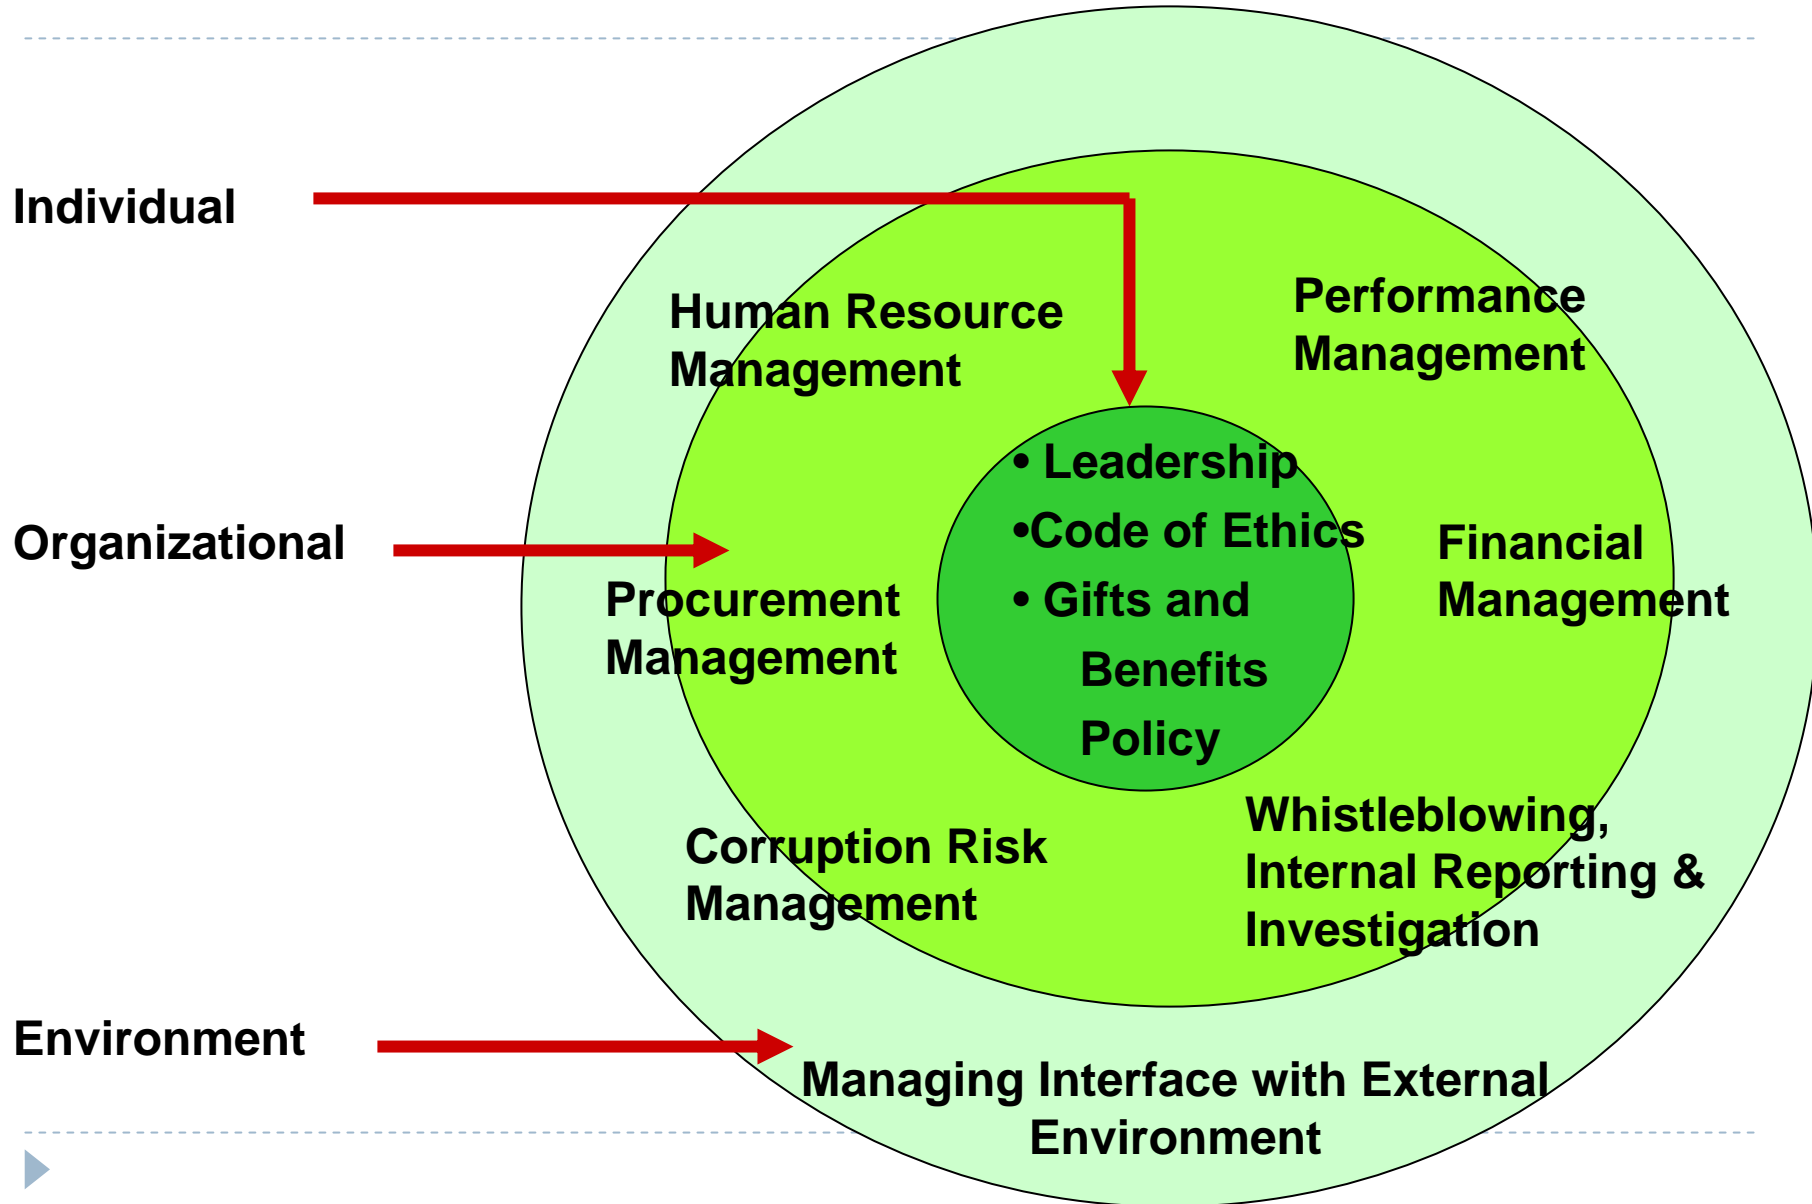 Individual
Human Resource
Management
Performance
Management
• Leadership
•Code of Ethics
• Gifts and
Benefits
Policy
Organizational
Procurement
Management
Financial
Management
Corruption Risk
Management
Whistleblowing,
Internal Reporting &
Investigation
Environment
Managing Interface with External
Environment